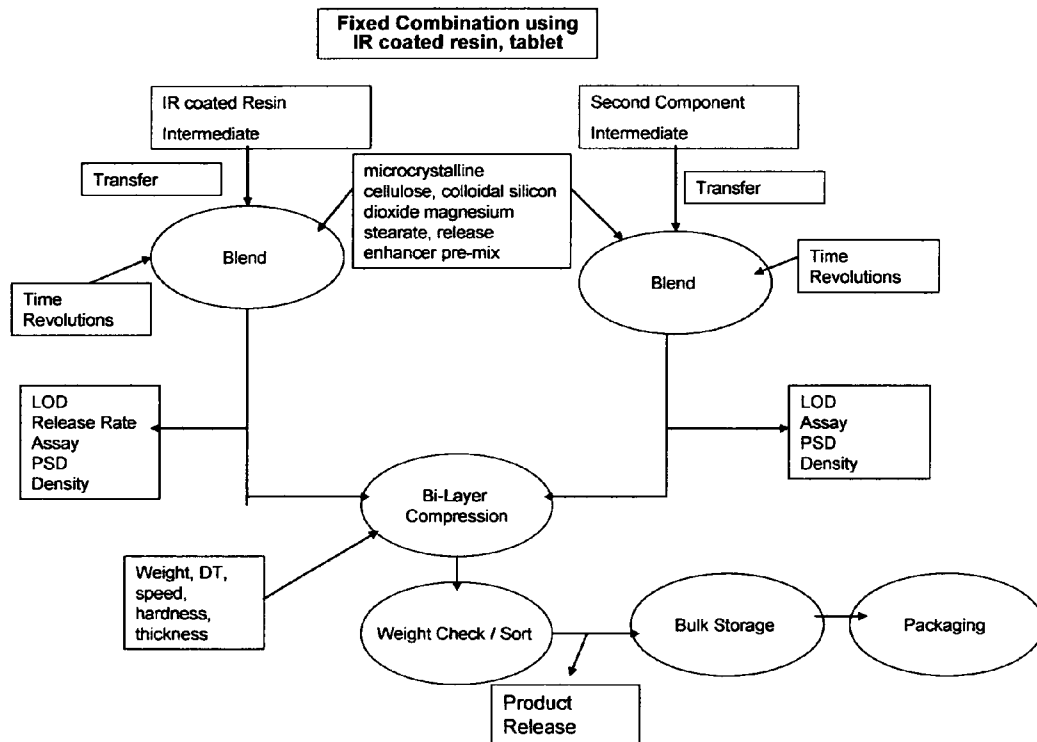 Fixed Combination using
IR coated resin, tablet
IR coated Resin
Intermediate
Second Component
Intermediate
Transfer
microcrystalline
cellulose, colloidal silicon
dioxide magnesium
stearate, release
enhancer pre-mix
Transfer
Blend
Blend
Time
Revolutions
Time
Revolutions
LOD
Release Rate
Assay
PSD
Density
LOD
Assay
PSD
Density
Bi-Layer
Compression
Weight, DT,
speed,
hardness,
thickness
Weight Check / Sort
Bulk Storage
Packaging
Product
Release